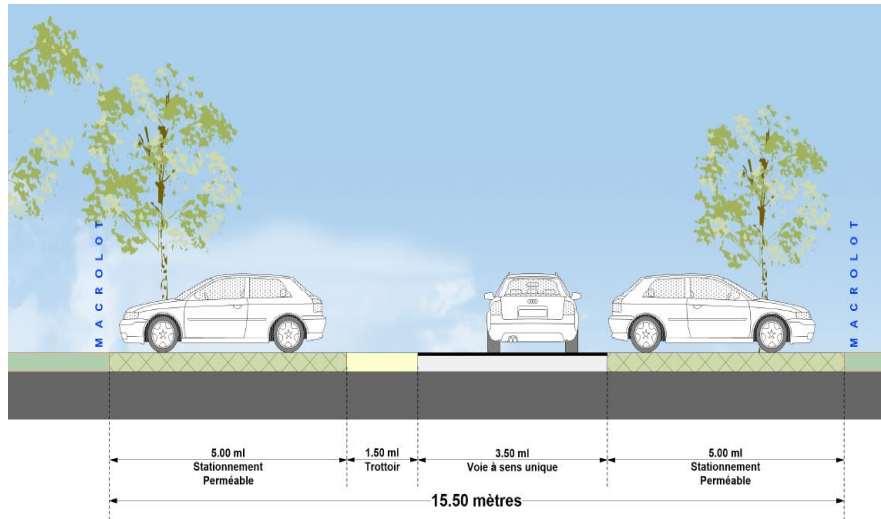 MACROLOT
MACROLOT
5.00 ml
Stationnement
Perméable
1.50 ml
Trottoir
3.50 ml
Voie à sens unique
5.00 ml
Stationnement
Perméable
15.50 mètres